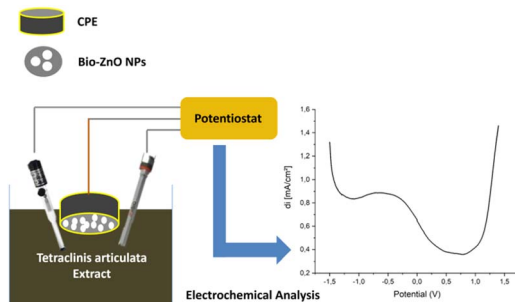 CPE
Bio-ZnO NPs
Potentiostat
Tetraclinis articulata
Extract
Electrochemical Analysis
di [mA/cm²]
1,6
1,4
1,2
1,0
0,8
0,6
0,4
0,2
-1,5 -1,0 -0,5 0,0 0,5 1,0 1,5
Potential (V)